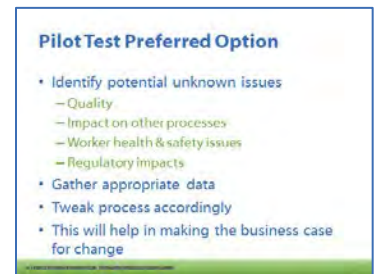 Pilot Test Preferred Option
• Identify potential unknown issues
– Quality
– Impact on other processes
– Worker health & safety issues
– Regulatory impacts
• Gather appropriate data
• Tweak process accordingly
• This will help in making the business case
for change